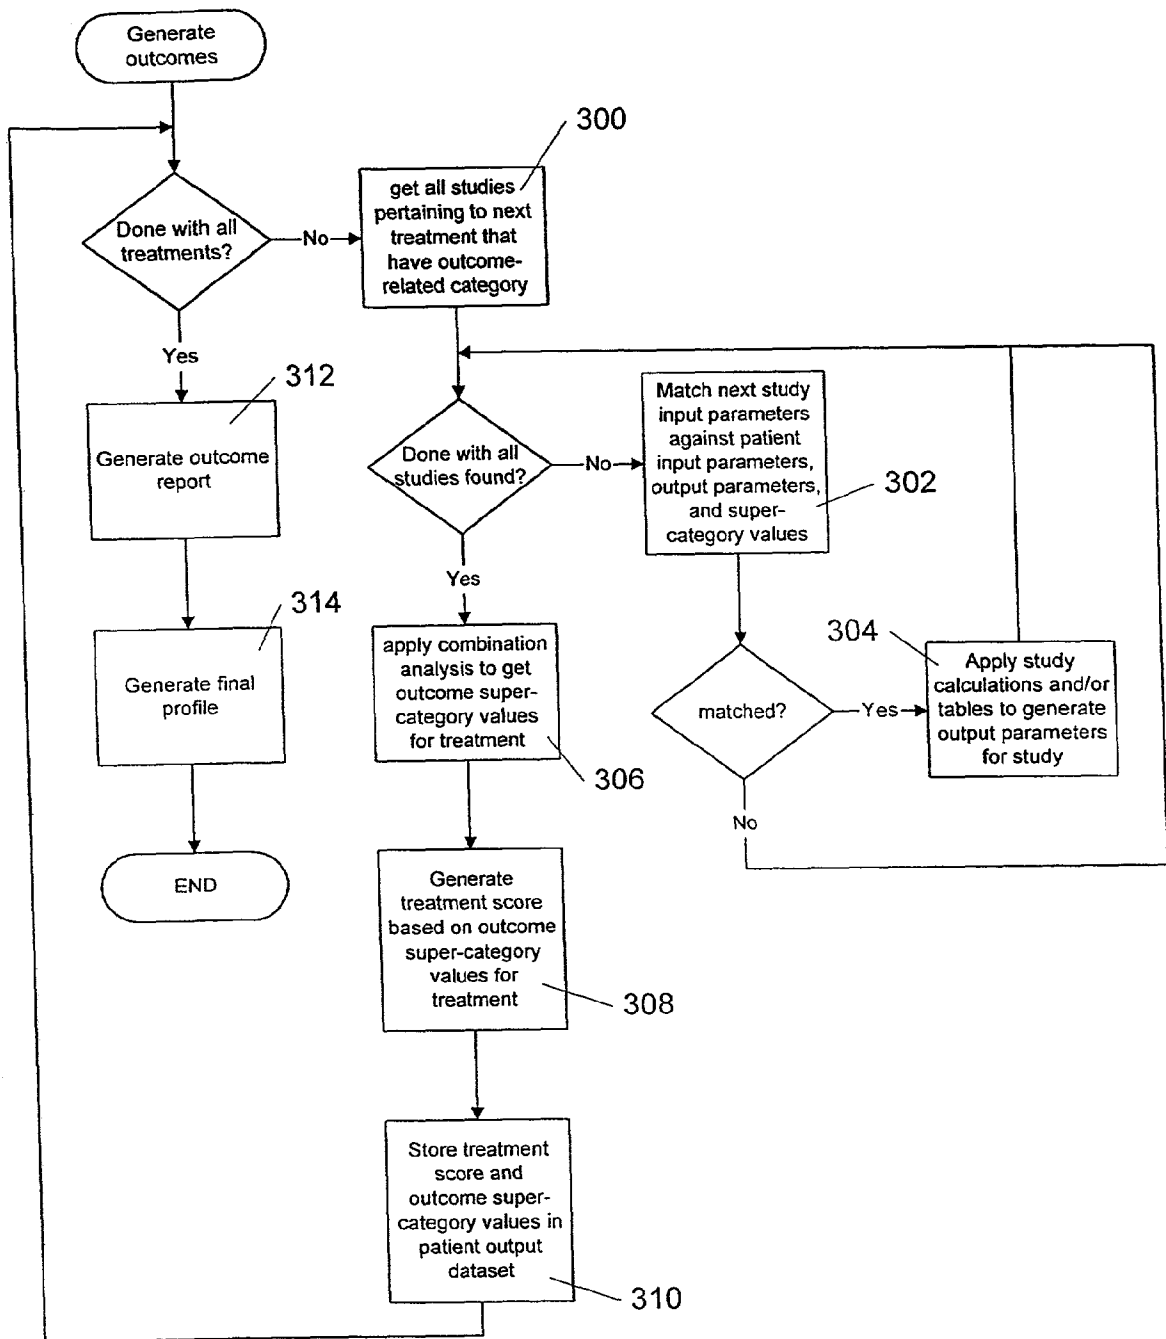 Generate
outcomes
300
get all studies
pertaining to next
treatment that
have outcome-
related category
Done with all
treatments?
No
Yes
312
Generate outcome
report
314
Generate final
profile
END
Done with all
studies found?
No
Match next study
input parameters
against patient
input parameters,
output parameters,
and super-
category values
302
Yes
matched?
Yes
304
Apply study
calculations and/or
tables to generate
output parameters
for study
No
apply combination
analysis to get
outcome super-
category values
for treatment
306
Generate
treatment score
based on outcome
super-category
values for
treatment
308
Store treatment
score and
outcome super-
category values in
patient output
dataset
310